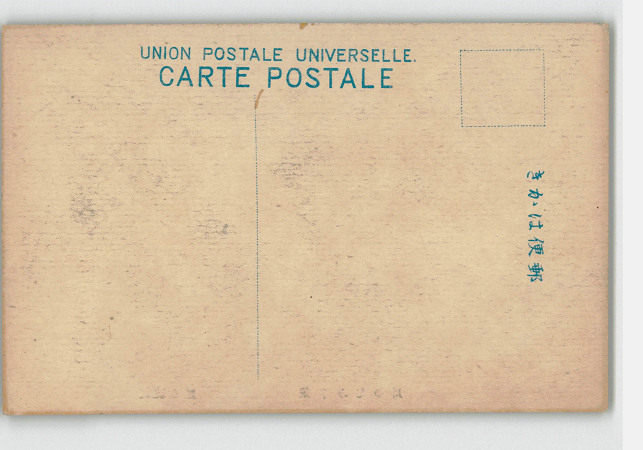 UNION POSTALE UNIVERSELLE.
CARTE POSTALE
郵便はがき